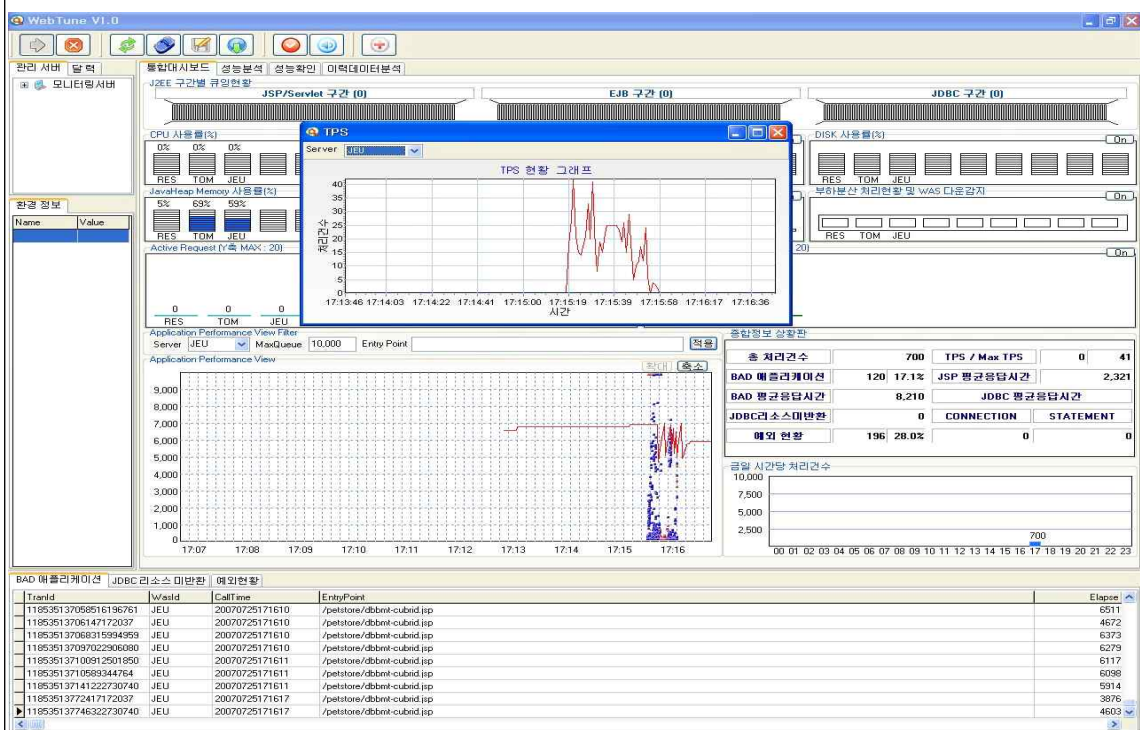 WebTune V1.0
관리 서버 달력
모니터링서버
환경 정보
Name Value
통합대시보드 성능분석 성능확인 이력데이터분석
J2EE 구간별 큐잉현황
JSP/Servlet 구간 (0) EJB 구간 (0) JDBC 구간 (0)
CPU 사용률(%)
0% 0% 0%
RES TOM JEU
DISK 사용률(%) On
RES TOM JEU
JavaHeap Memory 사용률(%)
5% 69% 59%
RES TOM JEU
부하분산 처리현황 및 WAS 다운감지 On
RES TOM JEU
Active Request (Y축 MAX : 20)
0 0 0
RES TOM JEU
20)
On
TPS
Server JEU
TPS 현황 그래프
처리건수
40
35
30
25
20
15
10
5
0
17:13:46 17:14:03 17:14:22 17:14:41 17:15:00 17:15:19 17:15:39 17:15:58 17:16:17 17:16:36
시간
Application Performance View Filter
Server JEU MaxQueue 10,000 Entry Point 적용
Application Performance View
확대 축소
9,000
8,000
7,000
6,000
5,000
4,000
3,000
2,000
1,000
0
17:07 17:08 17:09 17:10 17:11 17:12 17:13 17:14 17:15 17:16
종합정보 상황판
총 처리건수 700 TPS / Max TPS 0 41
BAD 애플리케이션 120 17.1% JSP 평균응답시간 2,321
BAD 평균응답시간 8,210 JDBC 평균응답시간
JDBC리소스미반환 0 CONNECTION STATEMENT
예외 현황 196 28.0% 0 0
금일 시간당 처리건수
10,000
7,500
5,000
2,500
700
00 01 02 03 04 05 06 07 08 09 10 11 12 13 14 15 16 17 18 19 20 21 22 23
BAD 애플리케이션 JDBC 리소스 미반환 예외현황
TranId WasId CallTime EntryPoint Elapse
118535137058516196761 JEU 20070725171610 /petstore/dbbmt-cubrid.jsp 6511
11853513706147172037 JEU 20070725171610 /petstore/dbbmt-cubrid.jsp 4672
118535137068315994959 JEU 20070725171610 /petstore/dbbmt-cubrid.jsp 6373
118535137097022906080 JEU 20070725171610 /petstore/dbbmt-cubrid.jsp 6279
118535137100912501850 JEU 20070725171611 /petstore/dbbmt-cubrid.jsp 6117
11853513710589344764 JEU 20070725171611 /petstore/dbbmt-cubrid.jsp 6098
118535137141222730740 JEU 20070725171611 /petstore/dbbmt-cubrid.jsp 5914
11853513772417172037 JEU 20070725171617 /petstore/dbbmt-cubrid.jsp 3876
118535137746322730740 JEU 20070725171617 /petstore/dbbmt-cubrid.jsp 4603